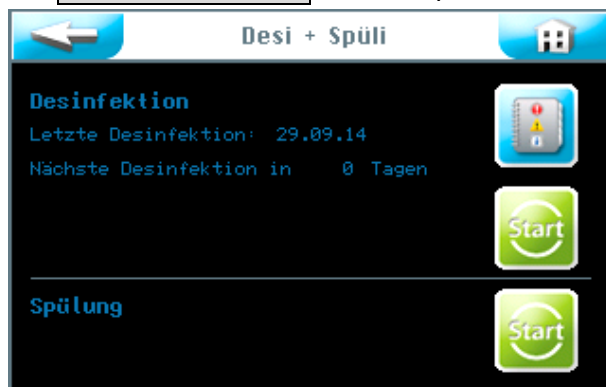 Desi + Spüli
Desinfektion
Letzte Desinfektion: 29.09.14
Nächste Desinfektion in 0 Tagen
Start
Spülung
Start